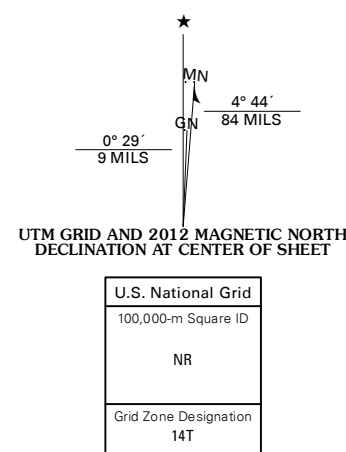 ★
MN
4° 44´
84 MILS
GN
0° 29´
9 MILS
UTM GRID AND 2012 MAGNETIC NORTH
DECLINATION AT CENTER OF SHEET
U.S. National Grid
100,000-m Square ID
NR
Grid Zone Designation
14T